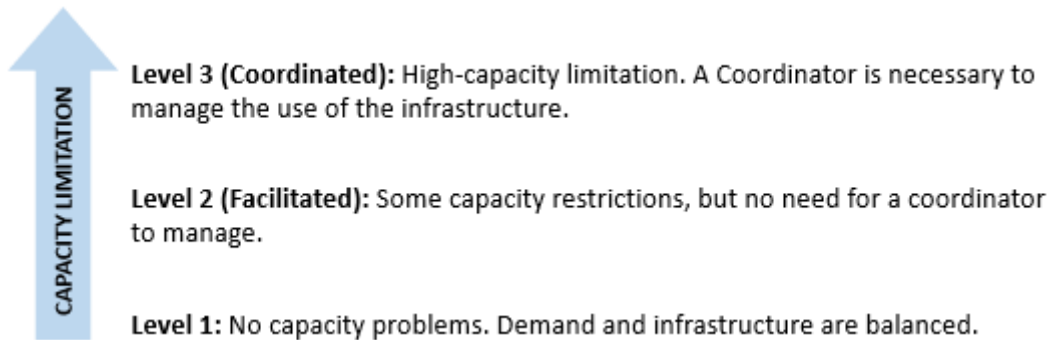 CAPACITY LIMITATION
Level 3 (Coordinated): High-capacity limitation. A Coordinator is necessary to
manage the use of the infrastructure.
Level 2 (Facilitated): Some capacity restrictions, but no need for a coordinator
to manage.
Level 1: No capacity problems. Demand and infrastructure are balanced.